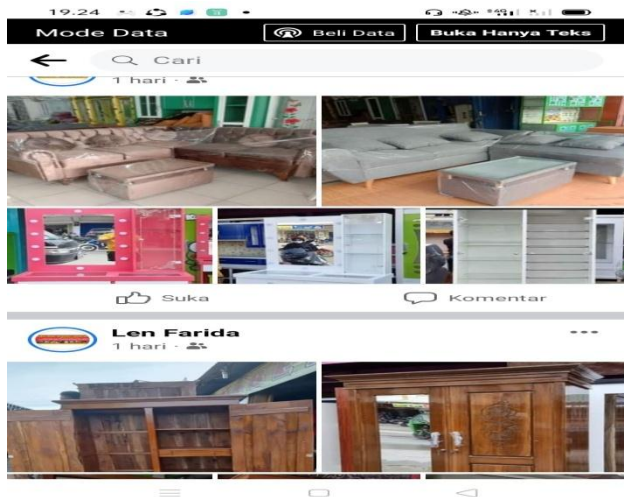 19.24
Mode Data
Beli Data
Buka Hanya Teks
Cari
1 hari ·
Suka
Komentar
Len Farida
1 hari ·